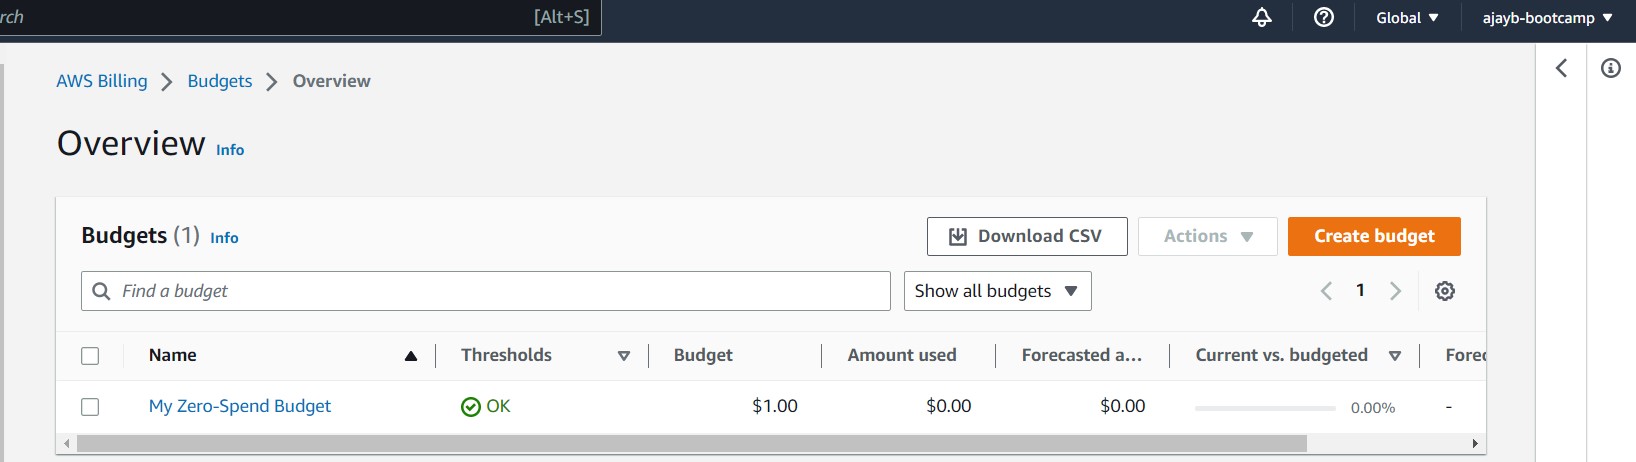 rch [Alt+S] Global ajayb-bootcamp
AWS Billing Budgets Overview
Overview Info
Budgets (1) Info Download CSV Actions Create budget
Find a budget Show all budgets 1
Name Thresholds Budget Amount used Forecasted a... Current vs. budgeted Forec
My Zero-Spend Budget OK $1.00 $0.00 $0.00 0.00% -